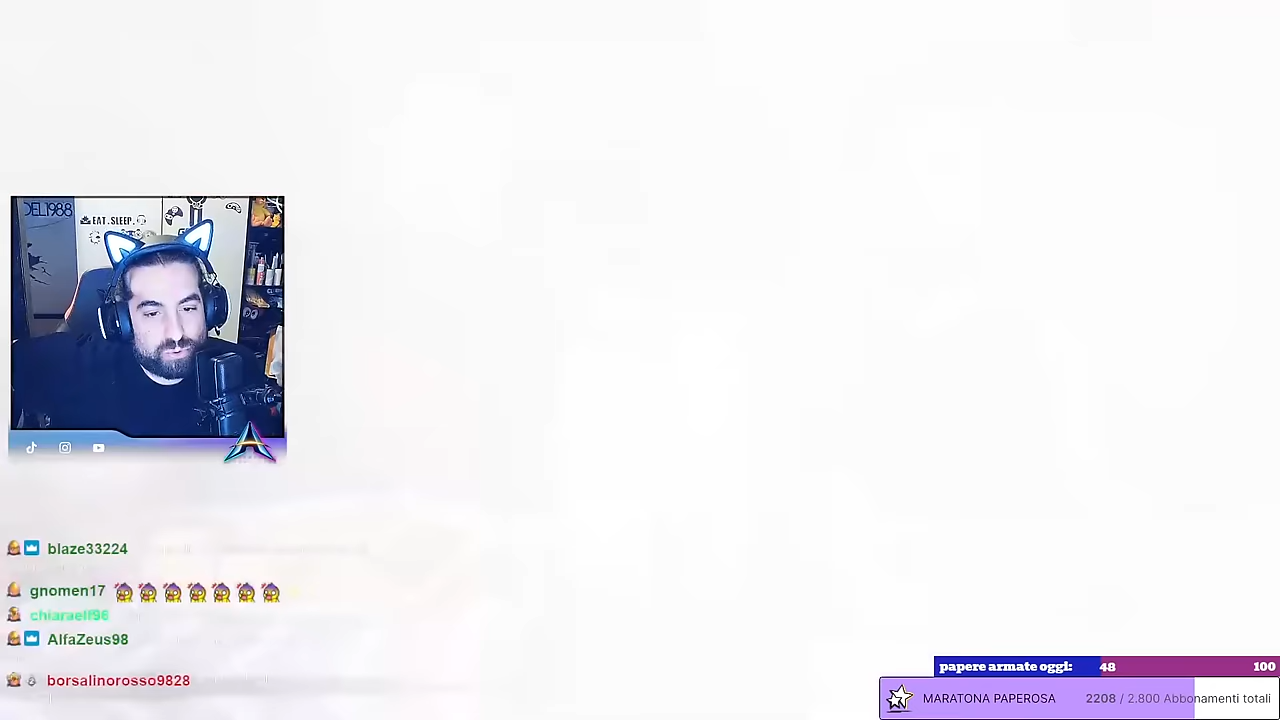 DEL1988
EAT.SLEEP.
blaze33224
gnomen17
chiaraelf96
AlfaZeus98
borsalinorosso9828
papere armate oggi: 48 100
MARATONA PAPEROSA 2208 / 2.800 Abbonamenti totali